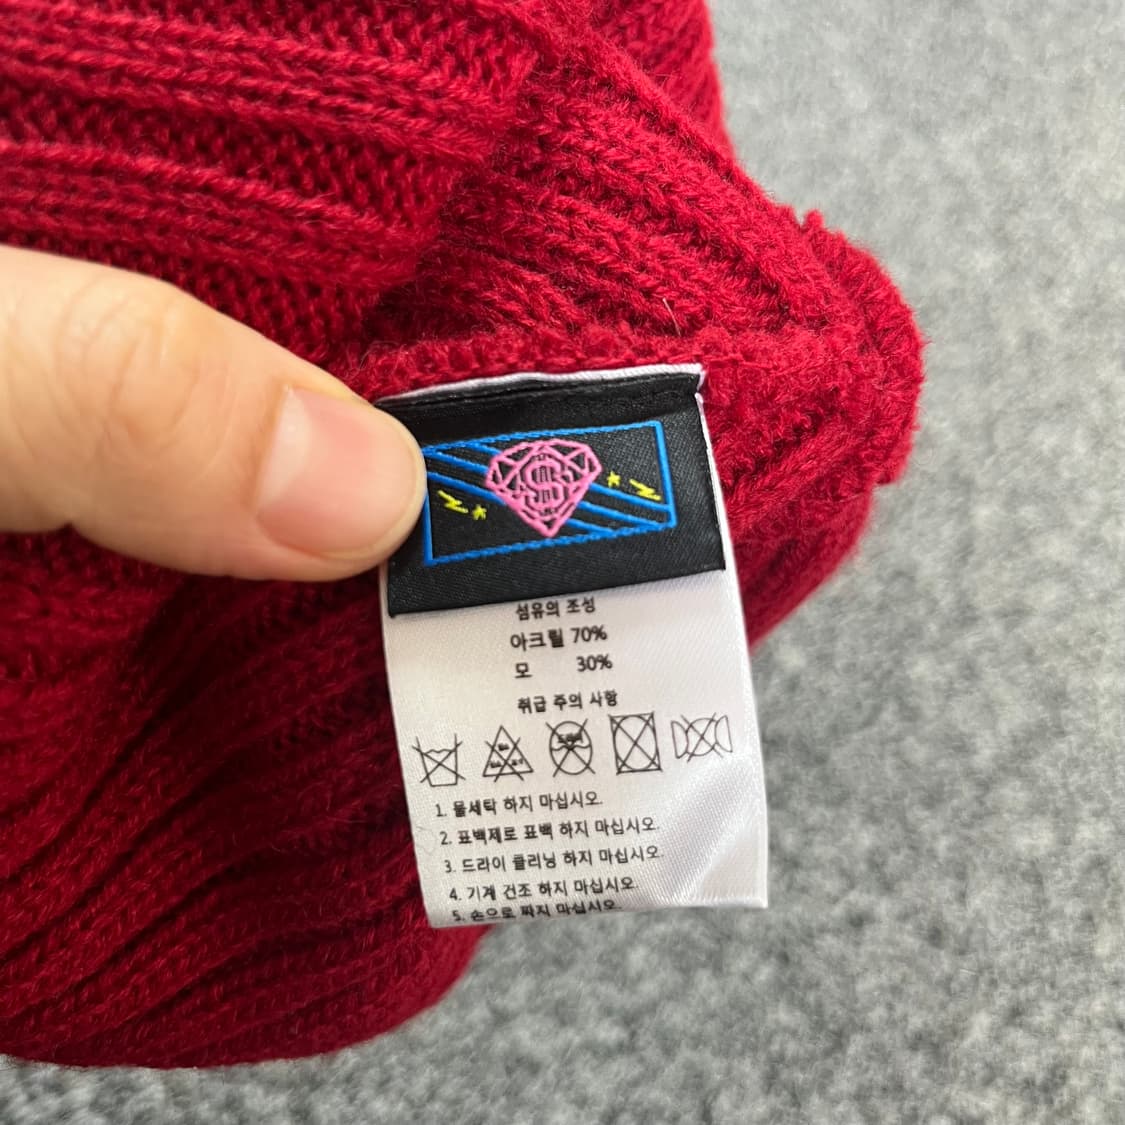 $
섬유의 조성
아크릴 70%
모 30%
취급 주의 사항
1. 물세탁 하지 마십시오.
2. 표백제로 표백 하지 마십시오.
3. 드라이 클리닝 하지 마십시오.
4. 기계 건조 하지 마십시오.
5. 손으로 짜지 마십시오.